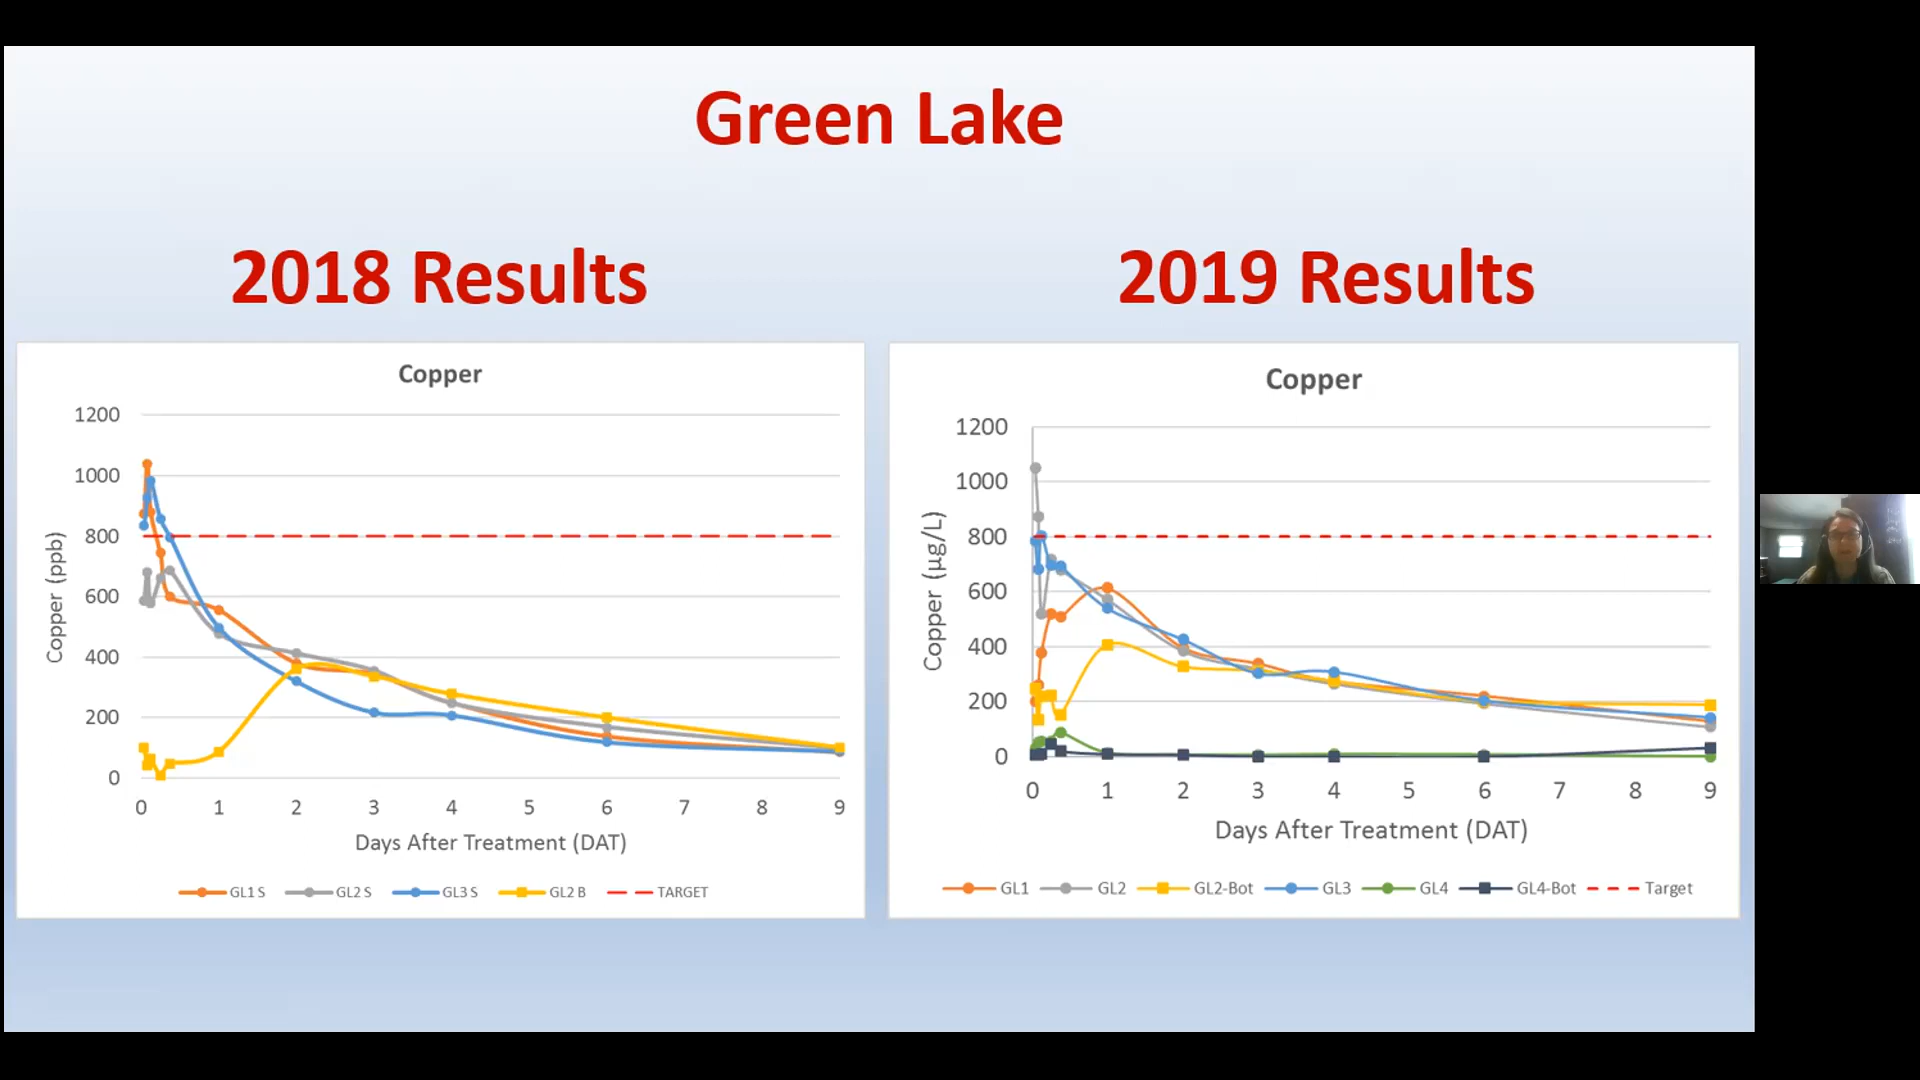 Green Lake
2018 Results
2019 Results
Copper
1200
1000
800
600
400
200
0
Copper (ppb)
0 1 2 3 4 5 6 7 8 9
Days After Treatment (DAT)
GL1 S GL2 S GL3 S GL2 B TARGET
Copper
1200
1000
800
600
400
200
0
Copper (µg/L)
0 1 2 3 4 5 6 7 8 9
Days After Treatment (DAT)
GL1 GL2 GL2-Bot GL3 GL4 GL4-Bot Target